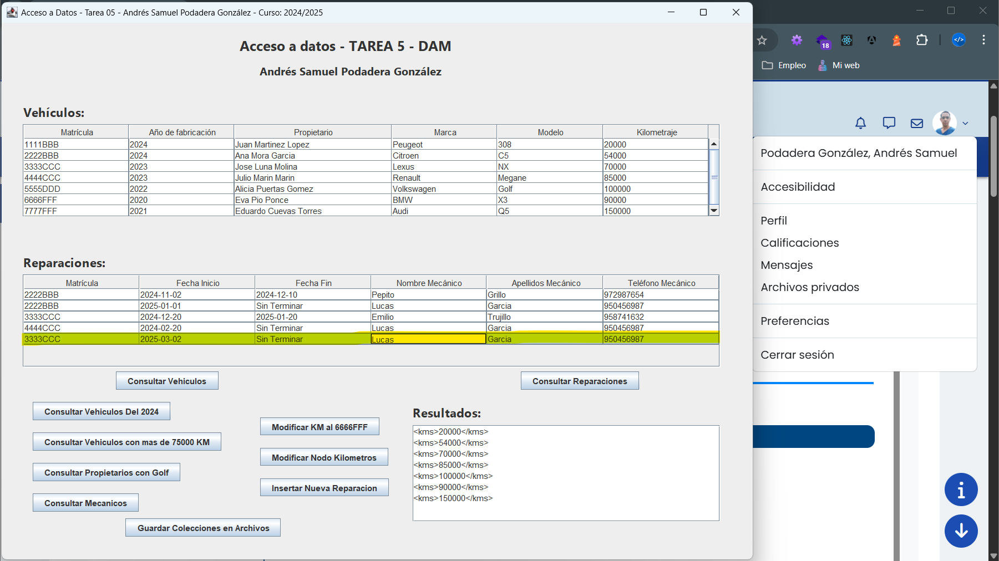 Acceso a Datos - Tarea 05 - Andrés Samuel Podadera González - Curso: 2024/2025
Acceso a datos - TAREA 5 - DAM
Andrés Samuel Podadera González
Vehículos:
Matrícula Año de fabricación Propietario Marca Modelo Kilometraje
1111BBB 2024 Juan Martinez Lopez Peugeot 308 20000
2222BBB 2024 Ana Mora Garcia Citroen C5 54000
3333CCC 2023 Jose Luna Molina Lexus NX 70000
4444CCC 2023 Julio Marin Marin Renault Megane 85000
5555DDD 2022 Alicia Puertas Gomez Volkswagen Golf 100000
6666FFF 2020 Eva Pio Ponce BMW X3 90000
7777FFF 2021 Eduardo Cuevas Torres Audi Q5 150000
Reparaciones:
Matrícula Fecha Inicio Fecha Fin Nombre Mecánico Apellidos Mecánico Teléfono Mecánico
2222BBB 2024-11-02 2024-12-10 Pepito Grillo 972987654
2222BBB 2025-01-01 Sin Terminar Lucas Garcia 950456987
3333CCC 2024-12-20 2025-01-20 Emilio Trujillo 958741632
4444CCC 2024-02-20 Sin Terminar Lucas Garcia 950456987
3333CCC 2025-03-02 Sin Terminar Lucas Garcia 950456987
Consultar Vehiculos
Consultar Reparaciones
Consultar Vehiculos Del 2024
Consultar Vehiculos con mas de 75000 KM
Consultar Propietarios con Golf
Consultar Mecanicos
Guardar Colecciones en Archivos
Modificar KM al 6666FFF
Modificar Nodo Kilometros
Insertar Nueva Reparacion
Resultados:
<kms>20000</kms>
<kms>54000</kms>
<kms>70000</kms>
<kms>85000</kms>
<kms>100000</kms>
<kms>90000</kms>
<kms>150000</kms>
18
</>
Empleo
Mi web
Podadera González, Andrés Samuel
Accesibilidad
Perfil
Calificaciones
Mensajes
Archivos privados
Preferencias
Cerrar sesión